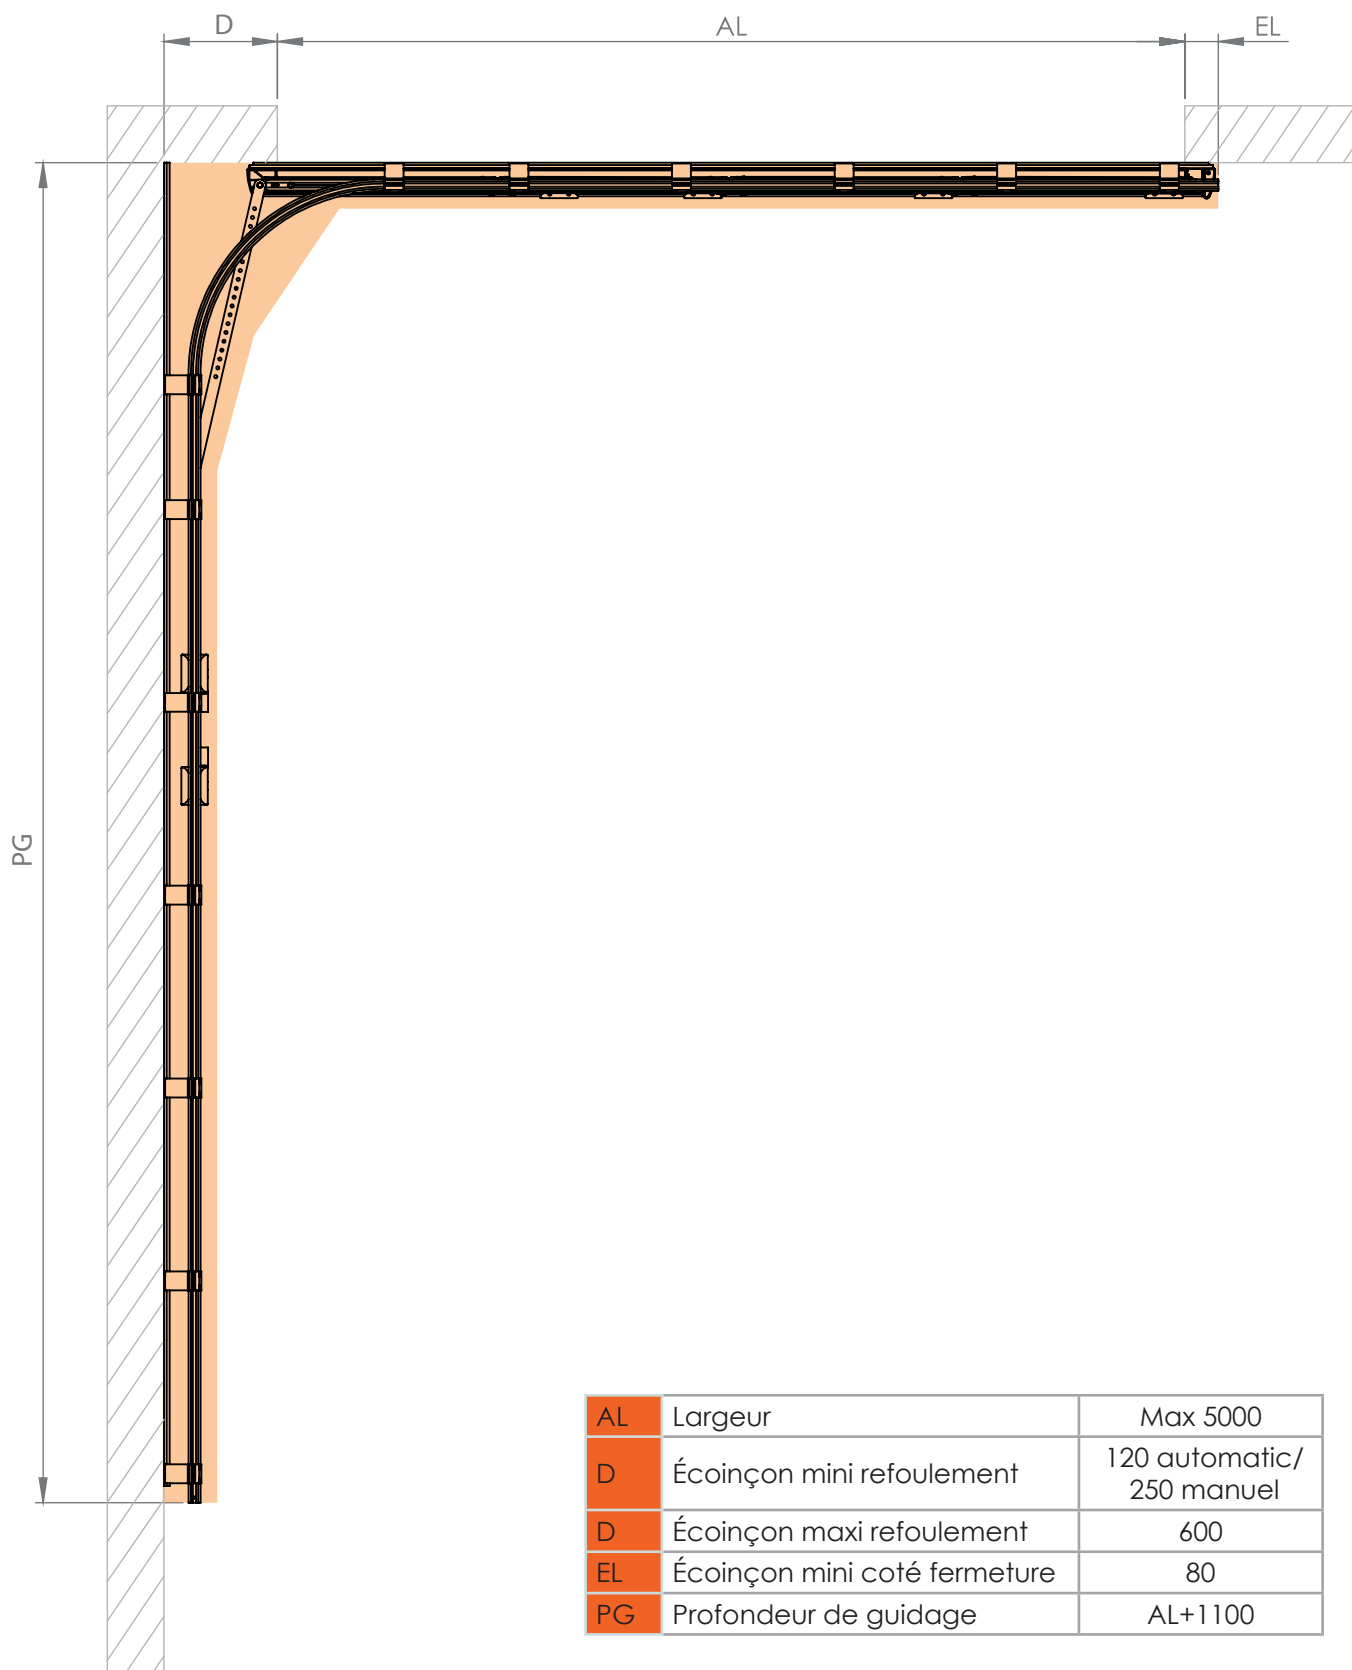 D
AL
EL
PG
AL Largeur Max 5000
D Écoinçon mini refoulement 120 automatic/
250 manuel
D Écoinçon maxi refoulement 600
EL Écoinçon mini coté fermeture 80
PG Profondeur de guidage AL+1100